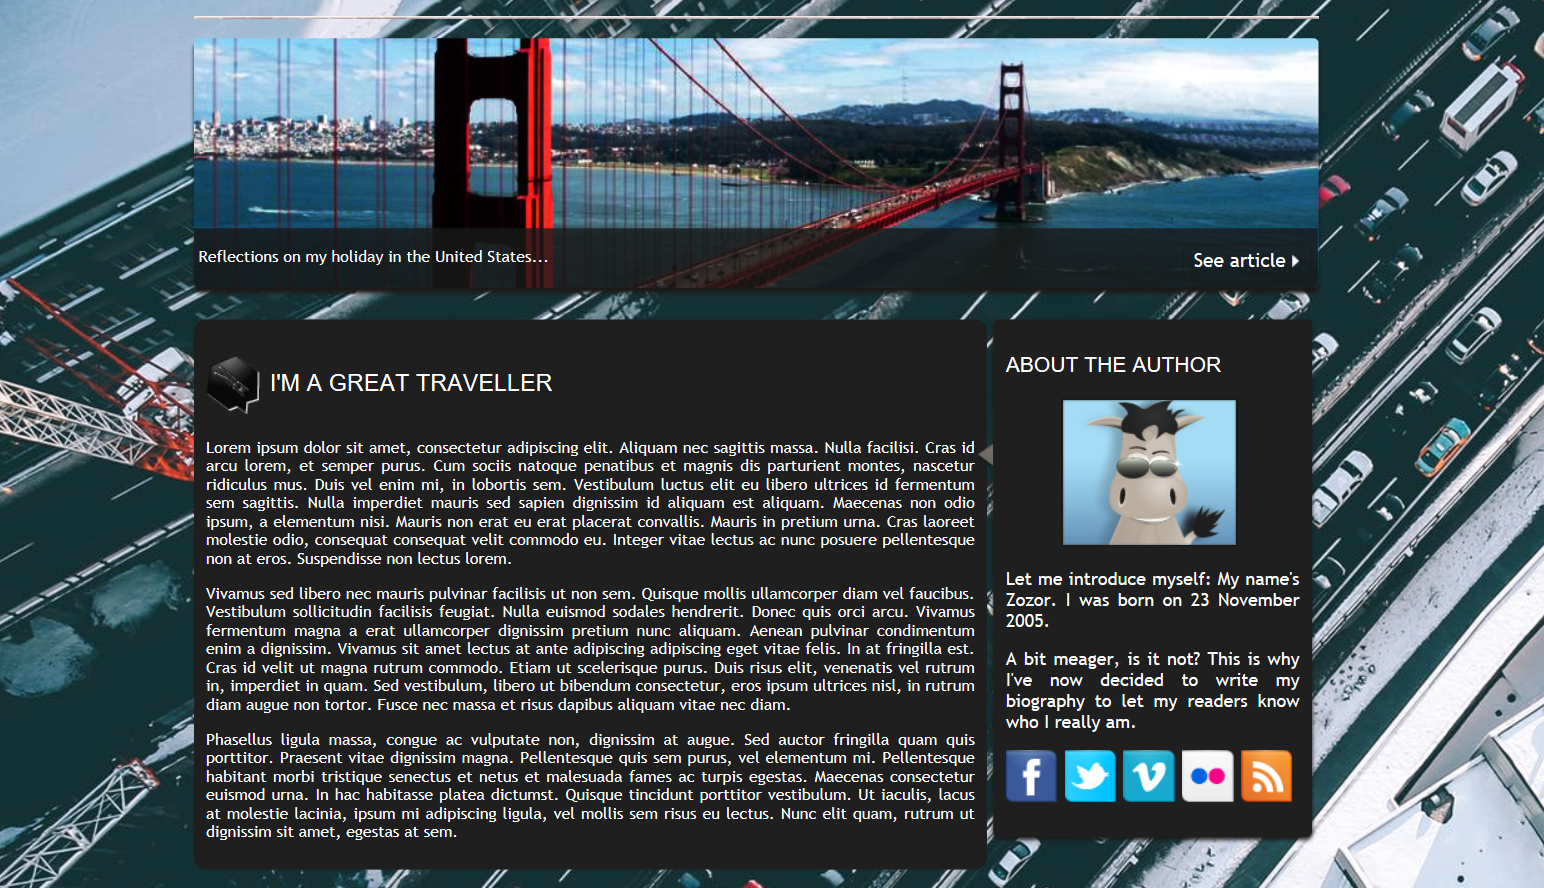 Reflections on my holiday in the United States...
See article
I'M A GREAT TRAVELLER
Lorem ipsum dolor sit amet, consectetur adipiscing elit. Aliquam nec sagittis massa. Nulla facilisi. Cras id
arcu lorem, et semper purus. Cum sociis natoque penatibus et magnis dis parturient montes, nascetur
ridiculus mus. Duis vel enim mi, in lobortis sem. Vestibulum luctus elit eu libero ultrices id fermentum
sem sagittis. Nulla imperdiet mauris sed sapien dignissim id aliquam est aliquam. Maecenas non odio
ipsum, a elementum nisi. Mauris non erat eu erat placerat convallis. Mauris in pretium urna. Cras laoreet
molestie odio, consequat consequat velit commodo eu. Integer vitae lectus ac nunc posuere pellentesque
non at eros. Suspendisse non lectus lorem.
Vivamus sed libero nec mauris pulvinar facilisis ut non sem. Quisque mollis ullamcorper diam vel faucibus.
Vestibulum sollicitudin facilisis feugiat. Nulla euismod sodales hendrerit. Donec quis orci arcu. Vivamus
fermentum magna a erat ullamcorper dignissim pretium nunc aliquam. Aenean pulvinar condimentum
enim a dignissim. Vivamus sit amet lectus at ante adipiscing adipiscing eget vitae felis. In at fringilla est.
Cras id velit ut magna rutrum commodo. Etiam ut scelerisque purus. Duis risus elit, venenatis vel rutrum
in, imperdiet in quam. Sed vestibulum, libero ut bibendum consectetur, eros ipsum ultrices nisl, in rutrum
diam augue non tortor. Fusce nec massa et risus dapibus aliquam vitae nec diam.
Phasellus ligula massa, congue ac vulputate non, dignissim at augue. Sed auctor fringilla quam quis
porttitor. Praesent vitae dignissim magna. Pellentesque quis sem purus, vel elementum mi. Pellentesque
habitant morbi tristique senectus et netus et malesuada fames ac turpis egestas. Maecenas consectetur
euismod urna. In hac habitasse platea dictumst. Quisque tincidunt porttitor vestibulum. Ut iaculis, lacus
at molestie lacinia, ipsum mi adipiscing ligula, vel mollis sem risus eu lectus. Nunc elit quam, rutrum ut
dignissim sit amet, egestas at sem.
ABOUT THE AUTHOR
Let me introduce myself: My name's
Zozor. I was born on 23 November
2005.
A bit meager, is it not? This is why
I've now decided to write my
biography to let my readers know
who I really am.